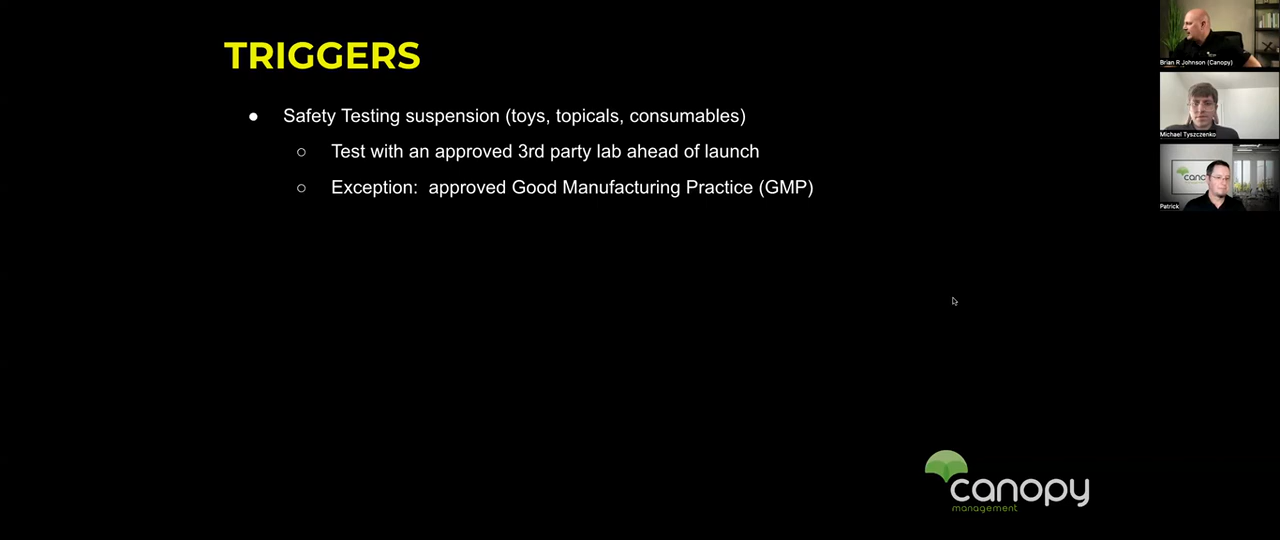 TRIGGERS
● Safety Testing suspension (toys, topicals, consumables)
○ Test with an approved 3rd party lab ahead of launch
○ Exception: approved Good Manufacturing Practice (GMP)
Brian R Johnson (Canopy)
Michael Tyszczenko
canc
Patrick
canopy
management